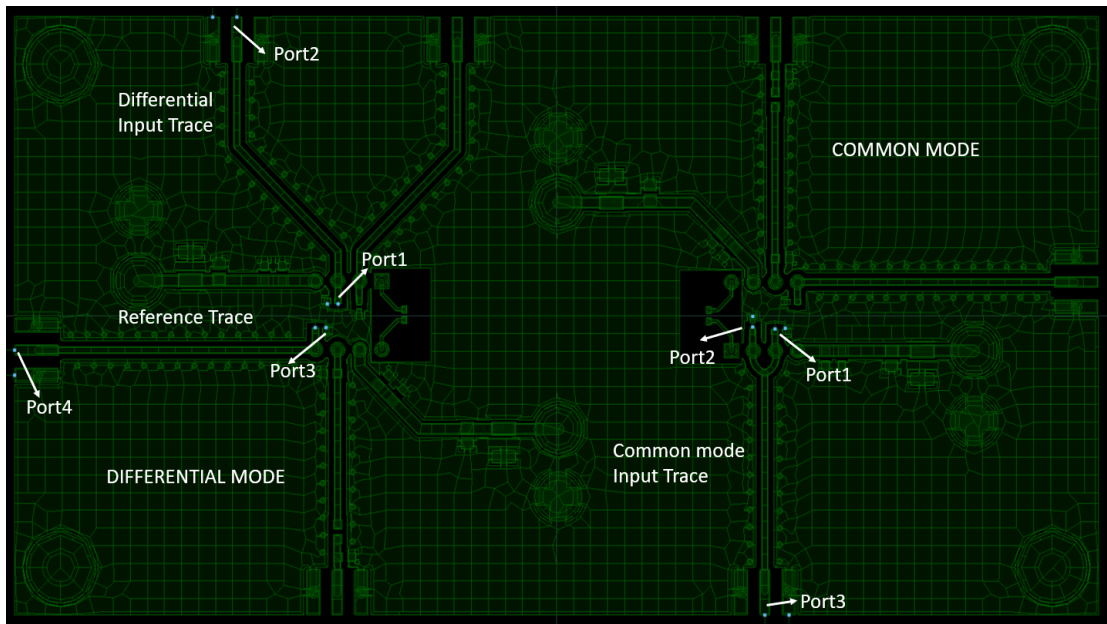 Port2
Differential
Input Trace
COMMON MODE
Port1
Reference Trace
Port3
Port2
Port1
Port4
Common mode
Input Trace
DIFFERENTIAL MODE
Port3